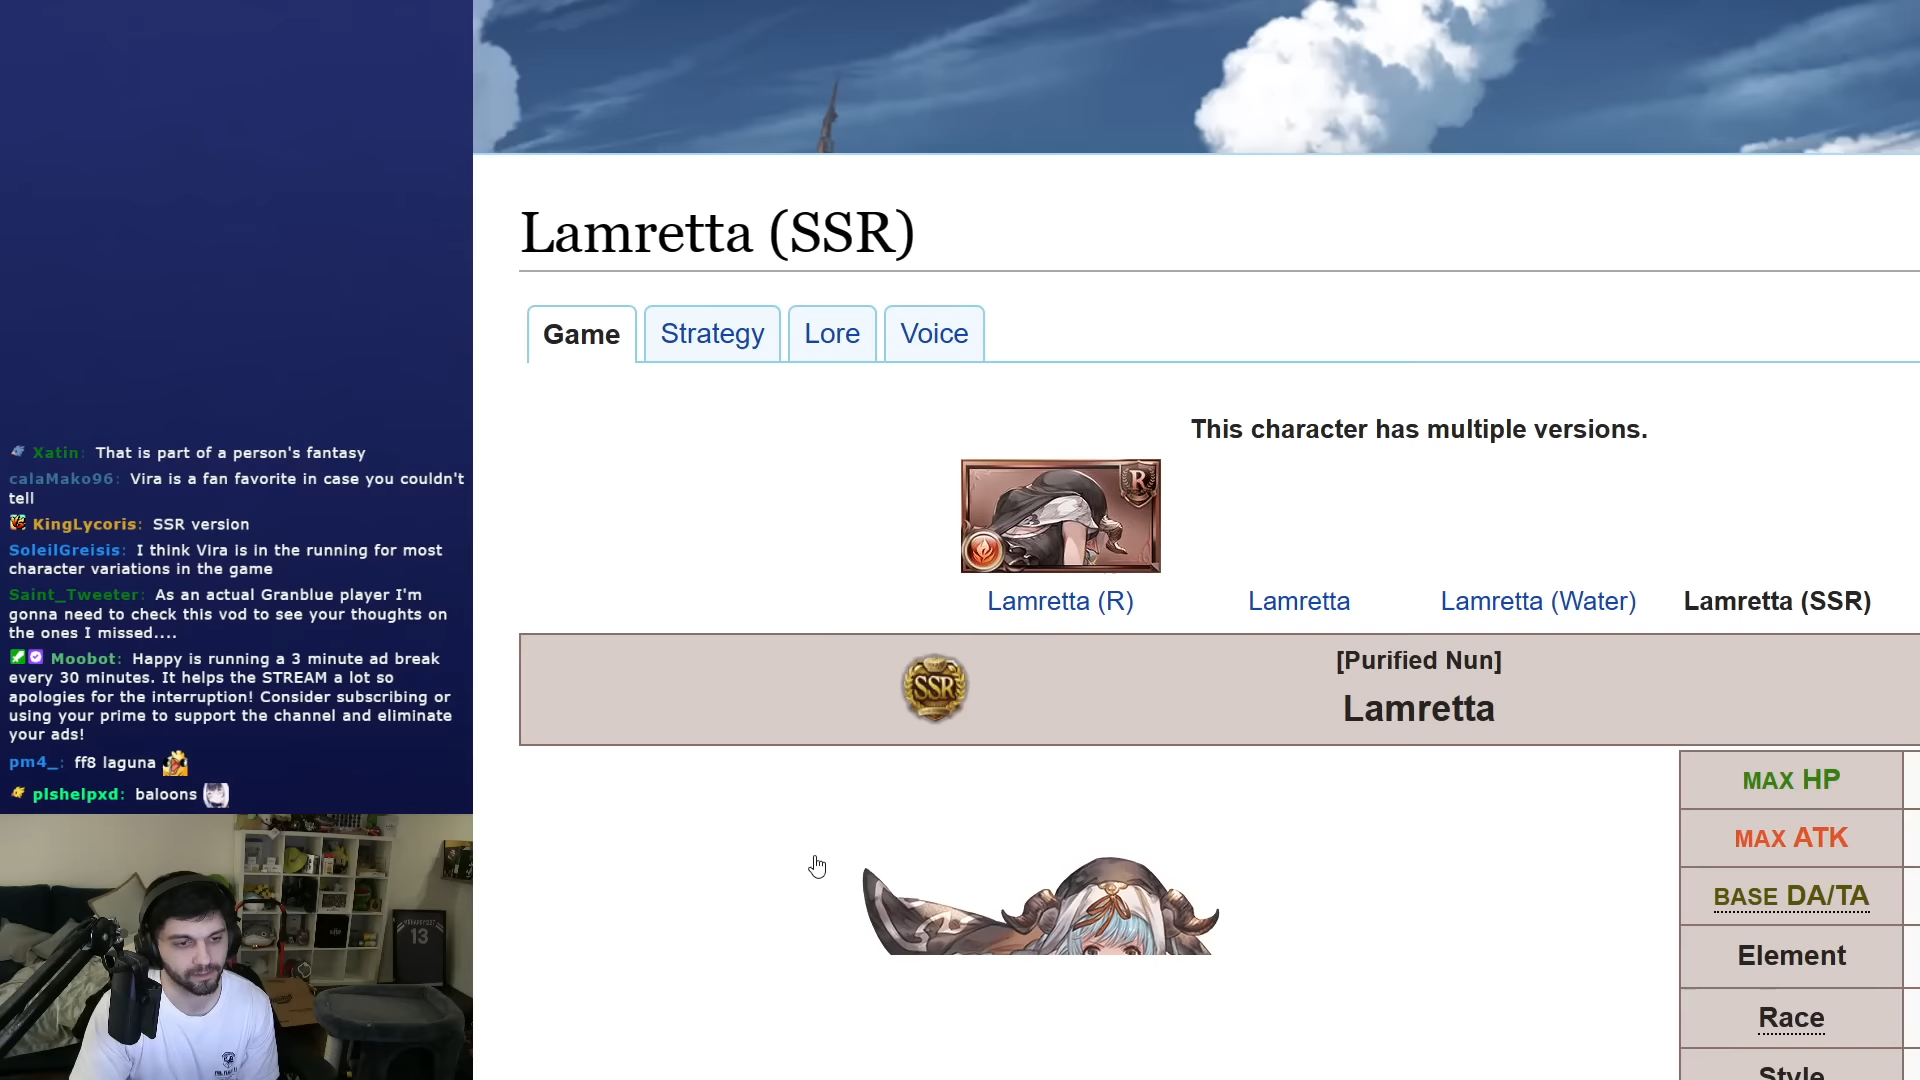 Xatin: That is part of a person's fantasy
calaMako96: Vira is a fan favorite in case you couldn't
tell
KingLycoris: SSR version
SoleilGreisis: I think Vira is in the running for most
character variations in the game
Saint_Tweeter: As an actual Granblue player I'm
gonna need to check this vod to see your thoughts on
the ones I missed....
Moobot: Happy is running a 3 minute ad break
every 30 minutes. It helps the STREAM a lot so
apologies for the interruption! Consider subscribing or
using your prime to support the channel and eliminate
your ads!
pm4_: ff8 laguna
plshelpxd: baloons
13
Lamretta (SSR)
Game Strategy Lore Voice
This character has multiple versions.
R
Lamretta (R) Lamretta Lamretta (Water) Lamretta (SSR)
SSR
[Purified Nun]
Lamretta
MAX HP
MAX ATK
BASE DA/TA
Element
Race
Style